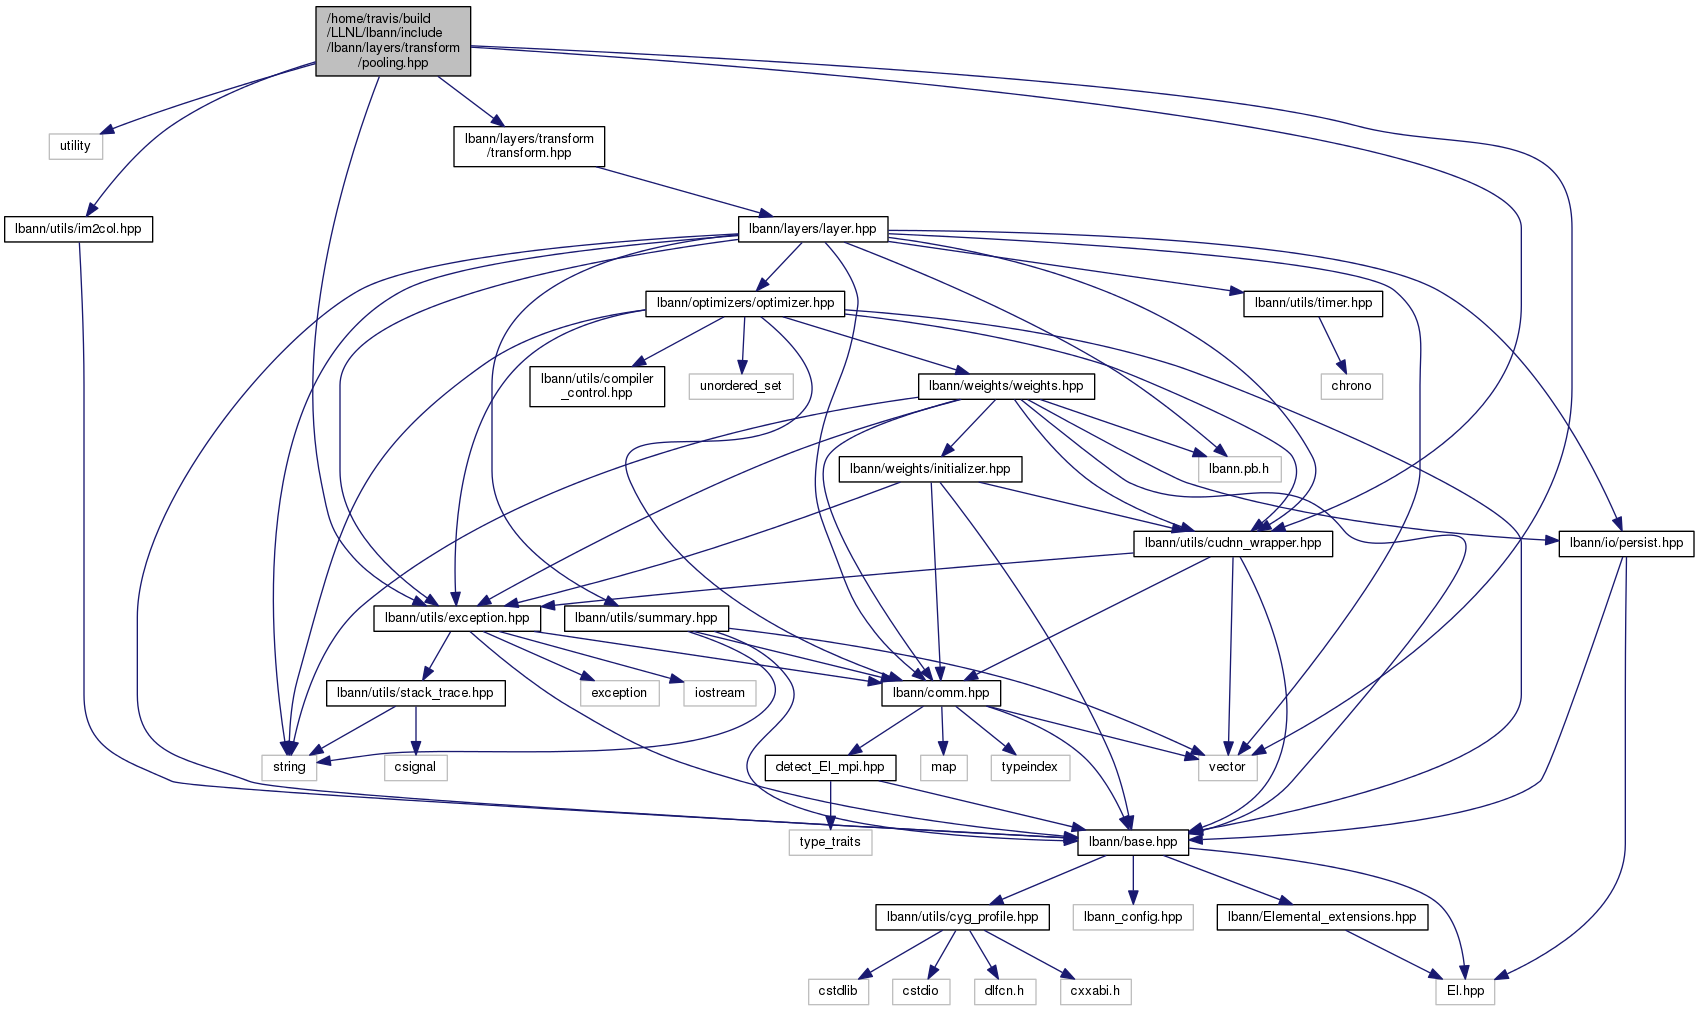 /home/travis/build
/LLNL/lbann/include
/lbann/layers/transform
/pooling.hpp
utility
lbann/layers/transform
/transform.hpp
lbann/utils/im2col.hpp
lbann/layers/layer.hpp
lbann/optimizers/optimizer.hpp
lbann/utils/timer.hpp
lbann/utils/compiler
_control.hpp
unordered_set
lbann/weights/weights.hpp
chrono
lbann/weights/initializer.hpp
lbann.pb.h
lbann/utils/cudnn_wrapper.hpp
lbann/io/persist.hpp
lbann/utils/exception.hpp
lbann/utils/summary.hpp
lbann/utils/stack_trace.hpp
exception
iostream
lbann/comm.hpp
string
csignal
detect_El_mpi.hpp
map
typeindex
vector
type_traits
lbann/base.hpp
lbann/utils/cyg_profile.hpp
lbann_config.hpp
lbann/Elemental_extensions.hpp
cstdlib
cstdio
dlfcn.h
cxxabi.h
El.hpp